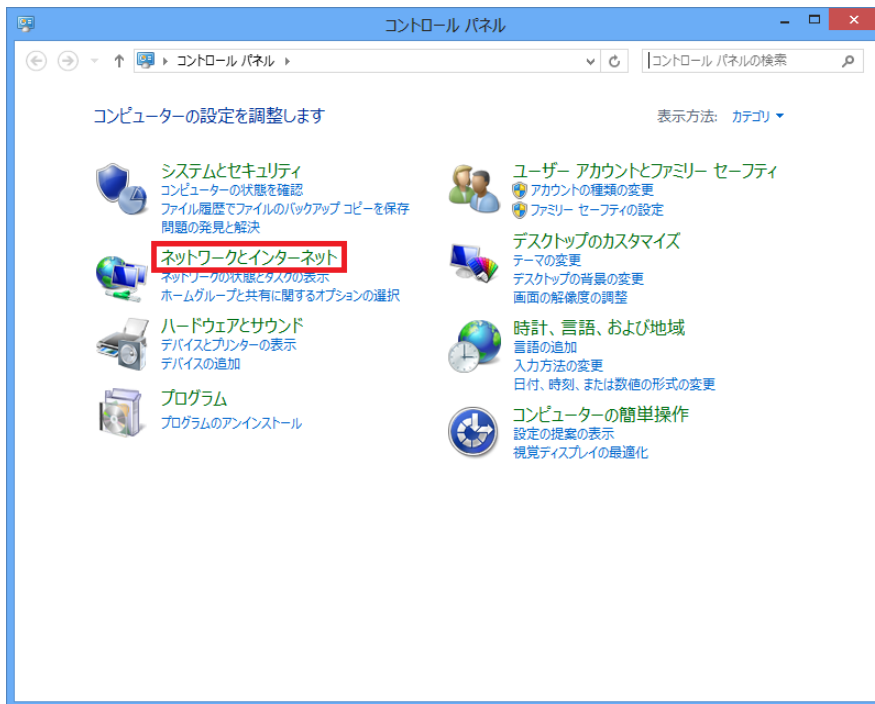 コントロール パネル
コントロール パネル
コントロール パネルの検索
コンピューターの設定を調整します
表示方法: カテゴリ
システムとセキュリティ
コンピューターの状態を確認
ファイル履歴でファイルのバックアップ コピーを保存
問題の発見と解決
ネットワークとインターネット
ネットワークの状態とタスクの表示
ホームグループと共有に関するオプションの選択
ハードウェアとサウンド
デバイスとプリンターの表示
デバイスの追加
プログラム
プログラムのアンインストール
ユーザー アカウントとファミリー セーフティ
アカウントの種類の変更
ファミリー セーフティの設定
デスクトップのカスタマイズ
テーマの変更
デスクトップの背景の変更
画面の解像度の調整
時計、言語、および地域
言語の追加
入力方法の変更
日付、時刻、または数値の形式の変更
コンピューターの簡単操作
設定の提案の表示
視覚ディスプレイの最適化